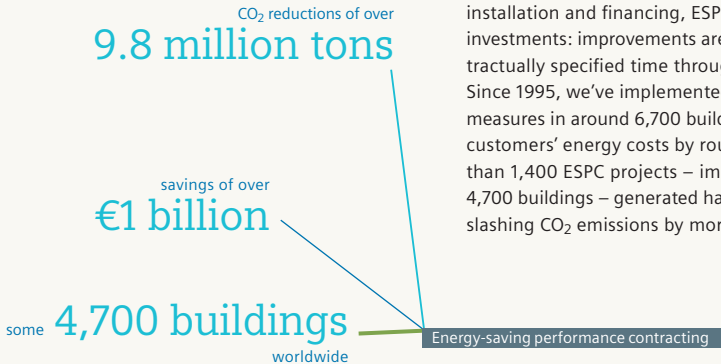 CO₂ reductions of over
9.8 million tons
savings of over
€1 billion
some 4,700 buildings
worldwide
Energy-saving performance contracting
installation and financing, ESP
investments: improvements are
tractually specified time throu
Since 1995, we've implemente
measures in around 6,700 build
customers' energy costs by rou
than 1,400 ESPC projects – im
4,700 buildings – generated ha
slashing CO₂ emissions by mor